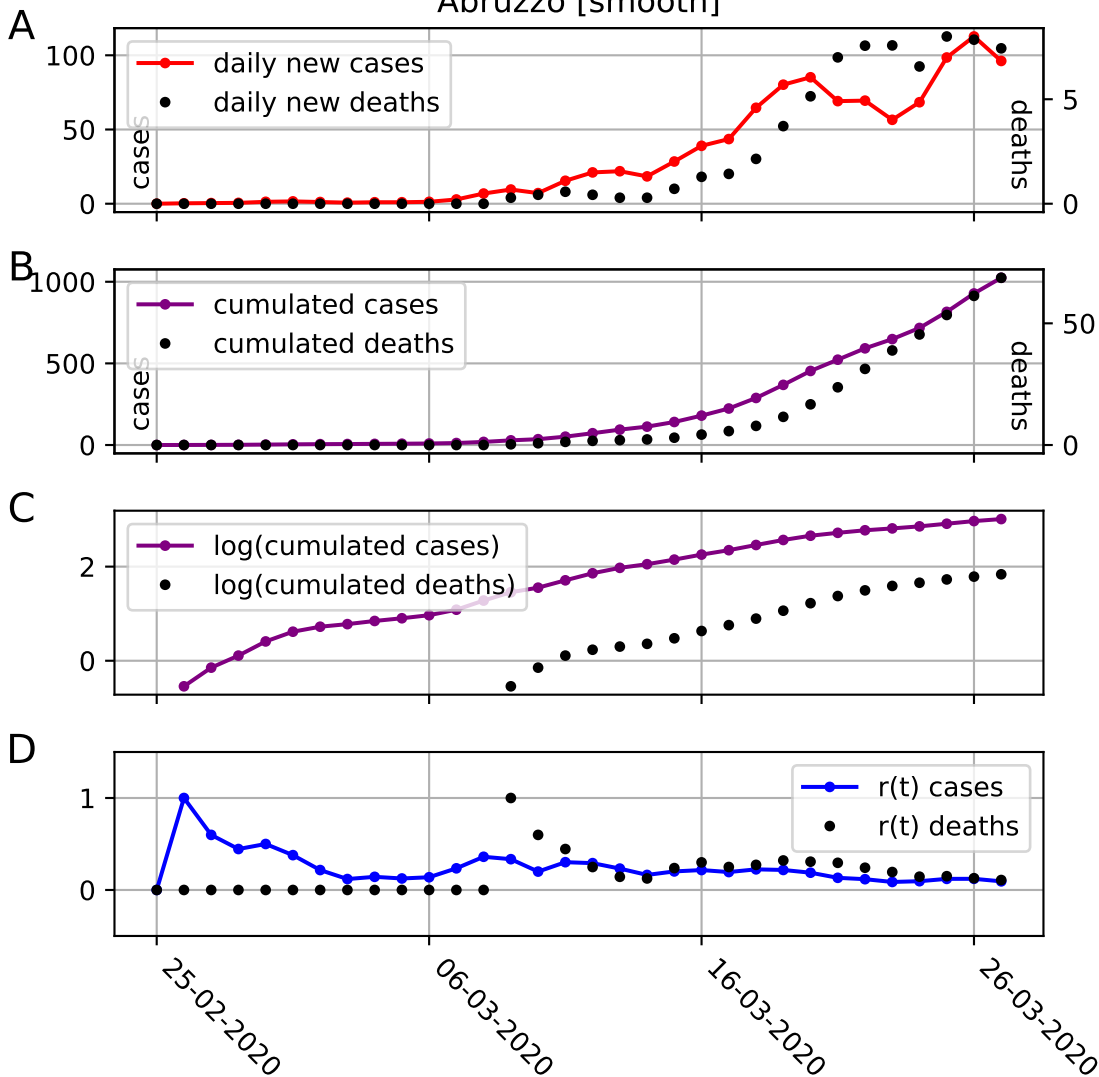 Abruzzo [smooth]
A
daily new cases
daily new deaths
100
50
0
cases
5
0
deaths
B
cumulated cases
cumulated deaths
1000
500
0
cases
50
0
deaths
C
log(cumulated cases)
log(cumulated deaths)
2
0
D
r(t) cases
r(t) deaths
1
0
25-02-2020
06-03-2020
16-03-2020
26-03-2020